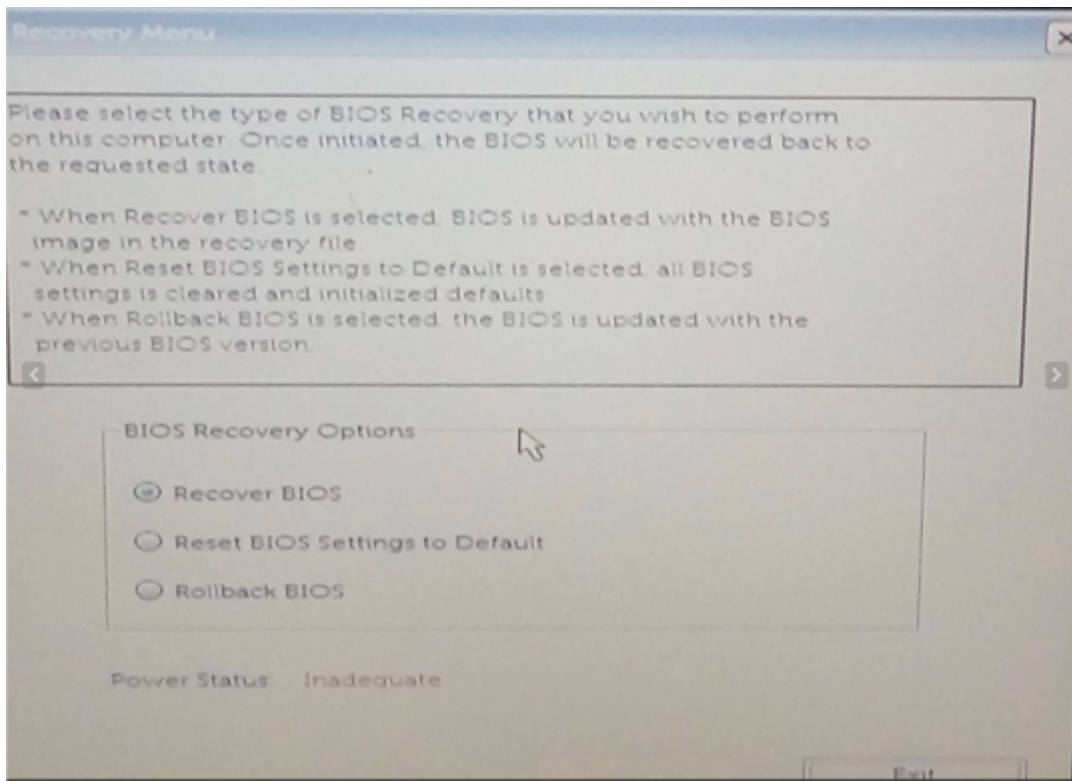 Recovery Menu
Please select the type of BIOS Recovery that you wish to perform
on this computer. Once initiated, the BIOS will be recovered back to
the requested state.
* When Recover BIOS is selected, BIOS is updated with the BIOS
image in the recovery file
* When Reset BIOS Settings to Default is selected, all BIOS
settings is cleared and initialized defaults
* When Rollback BIOS is selected, the BIOS is updated with the
previous BIOS version.
BIOS Recovery Options
Recover BIOS
Reset BIOS Settings to Default
Rollback BIOS
Power Status: Inadequate
Exit